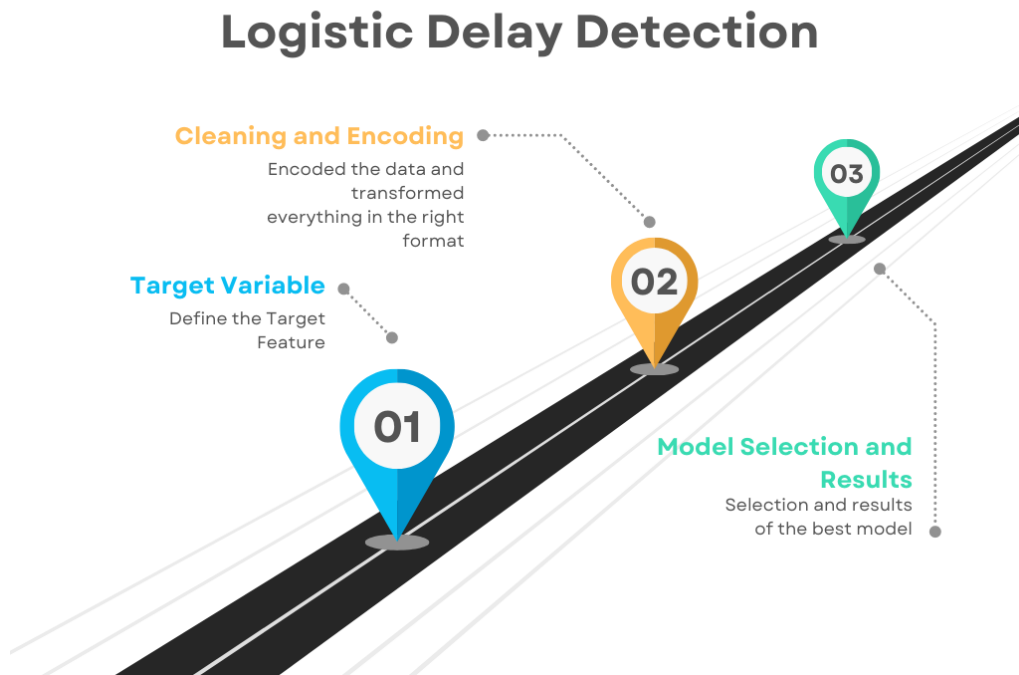 Logistic Delay Detection
Cleaning and Encoding
Encoded the data and
transformed
everything in the right
format
03
02
Target Variable
Define the Target
Feature
01
Model Selection and
Results
Selection and results
of the best model